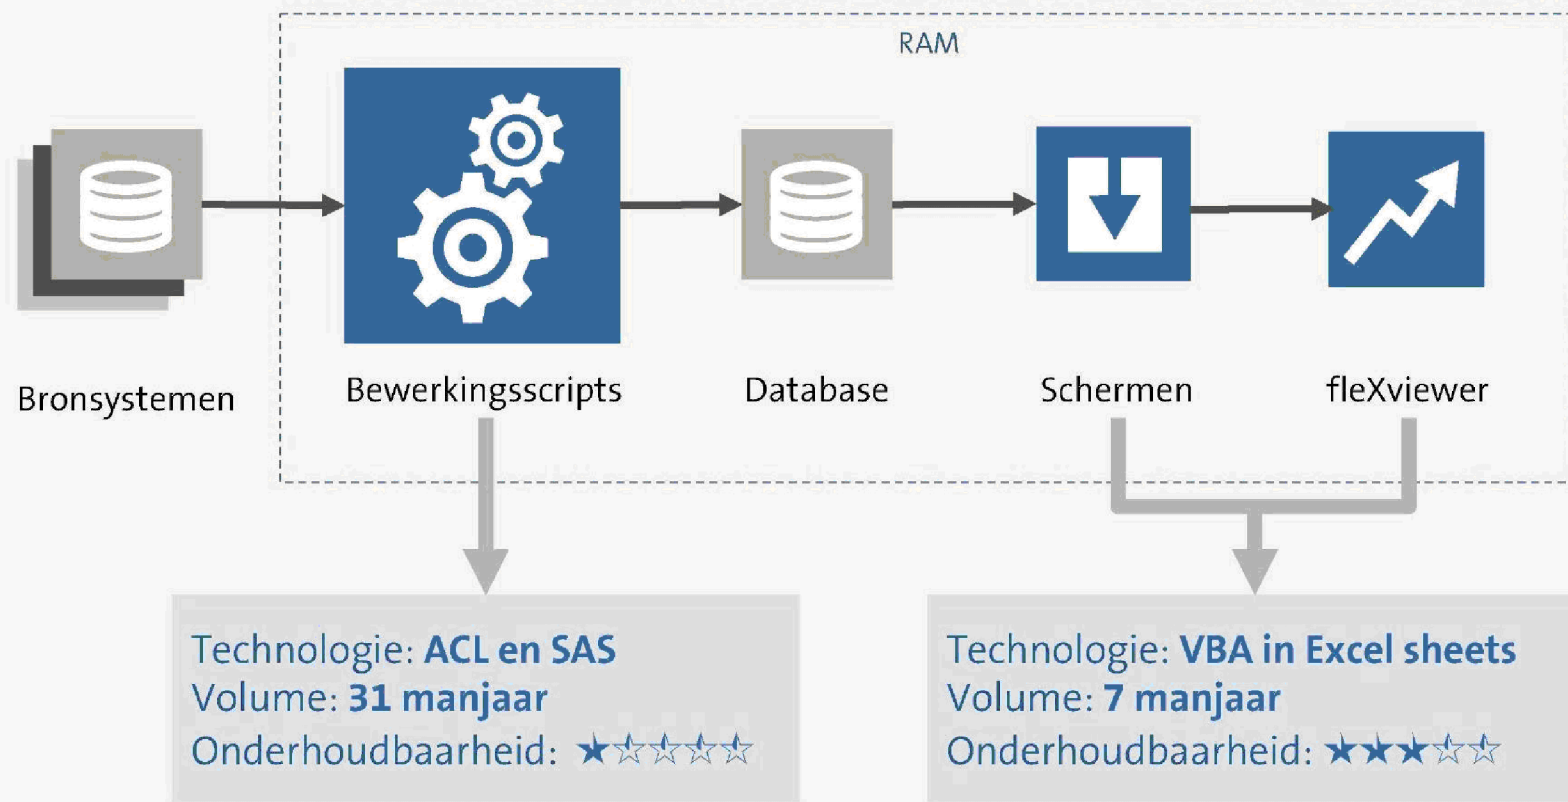 RAM
Bronsystemen
Bewerkingsscripts
Database
Schermen
fleXviewer
Technologie: ACL en SAS
Volume: 31 manjaar
Onderhoudbaarheid: ★☆☆☆☆
Technologie: VBA in Excel sheets
Volume: 7 manjaar
Onderhoudbaarheid: ★★★☆☆